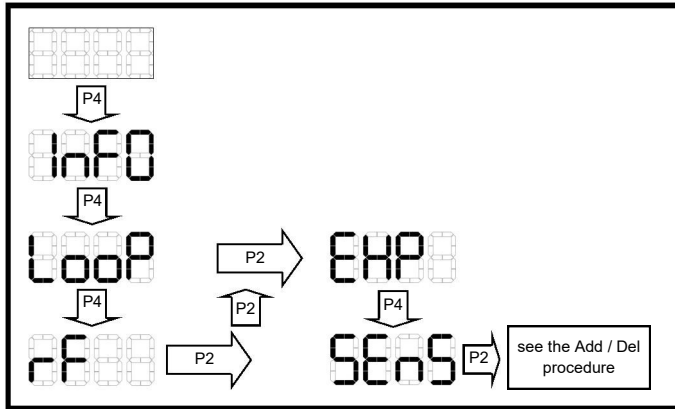 P4
InFO
P4
LooP
P4
rF
P2
P2
P2
EHP
P4
SEnS
P2
see the Add / Del
procedure